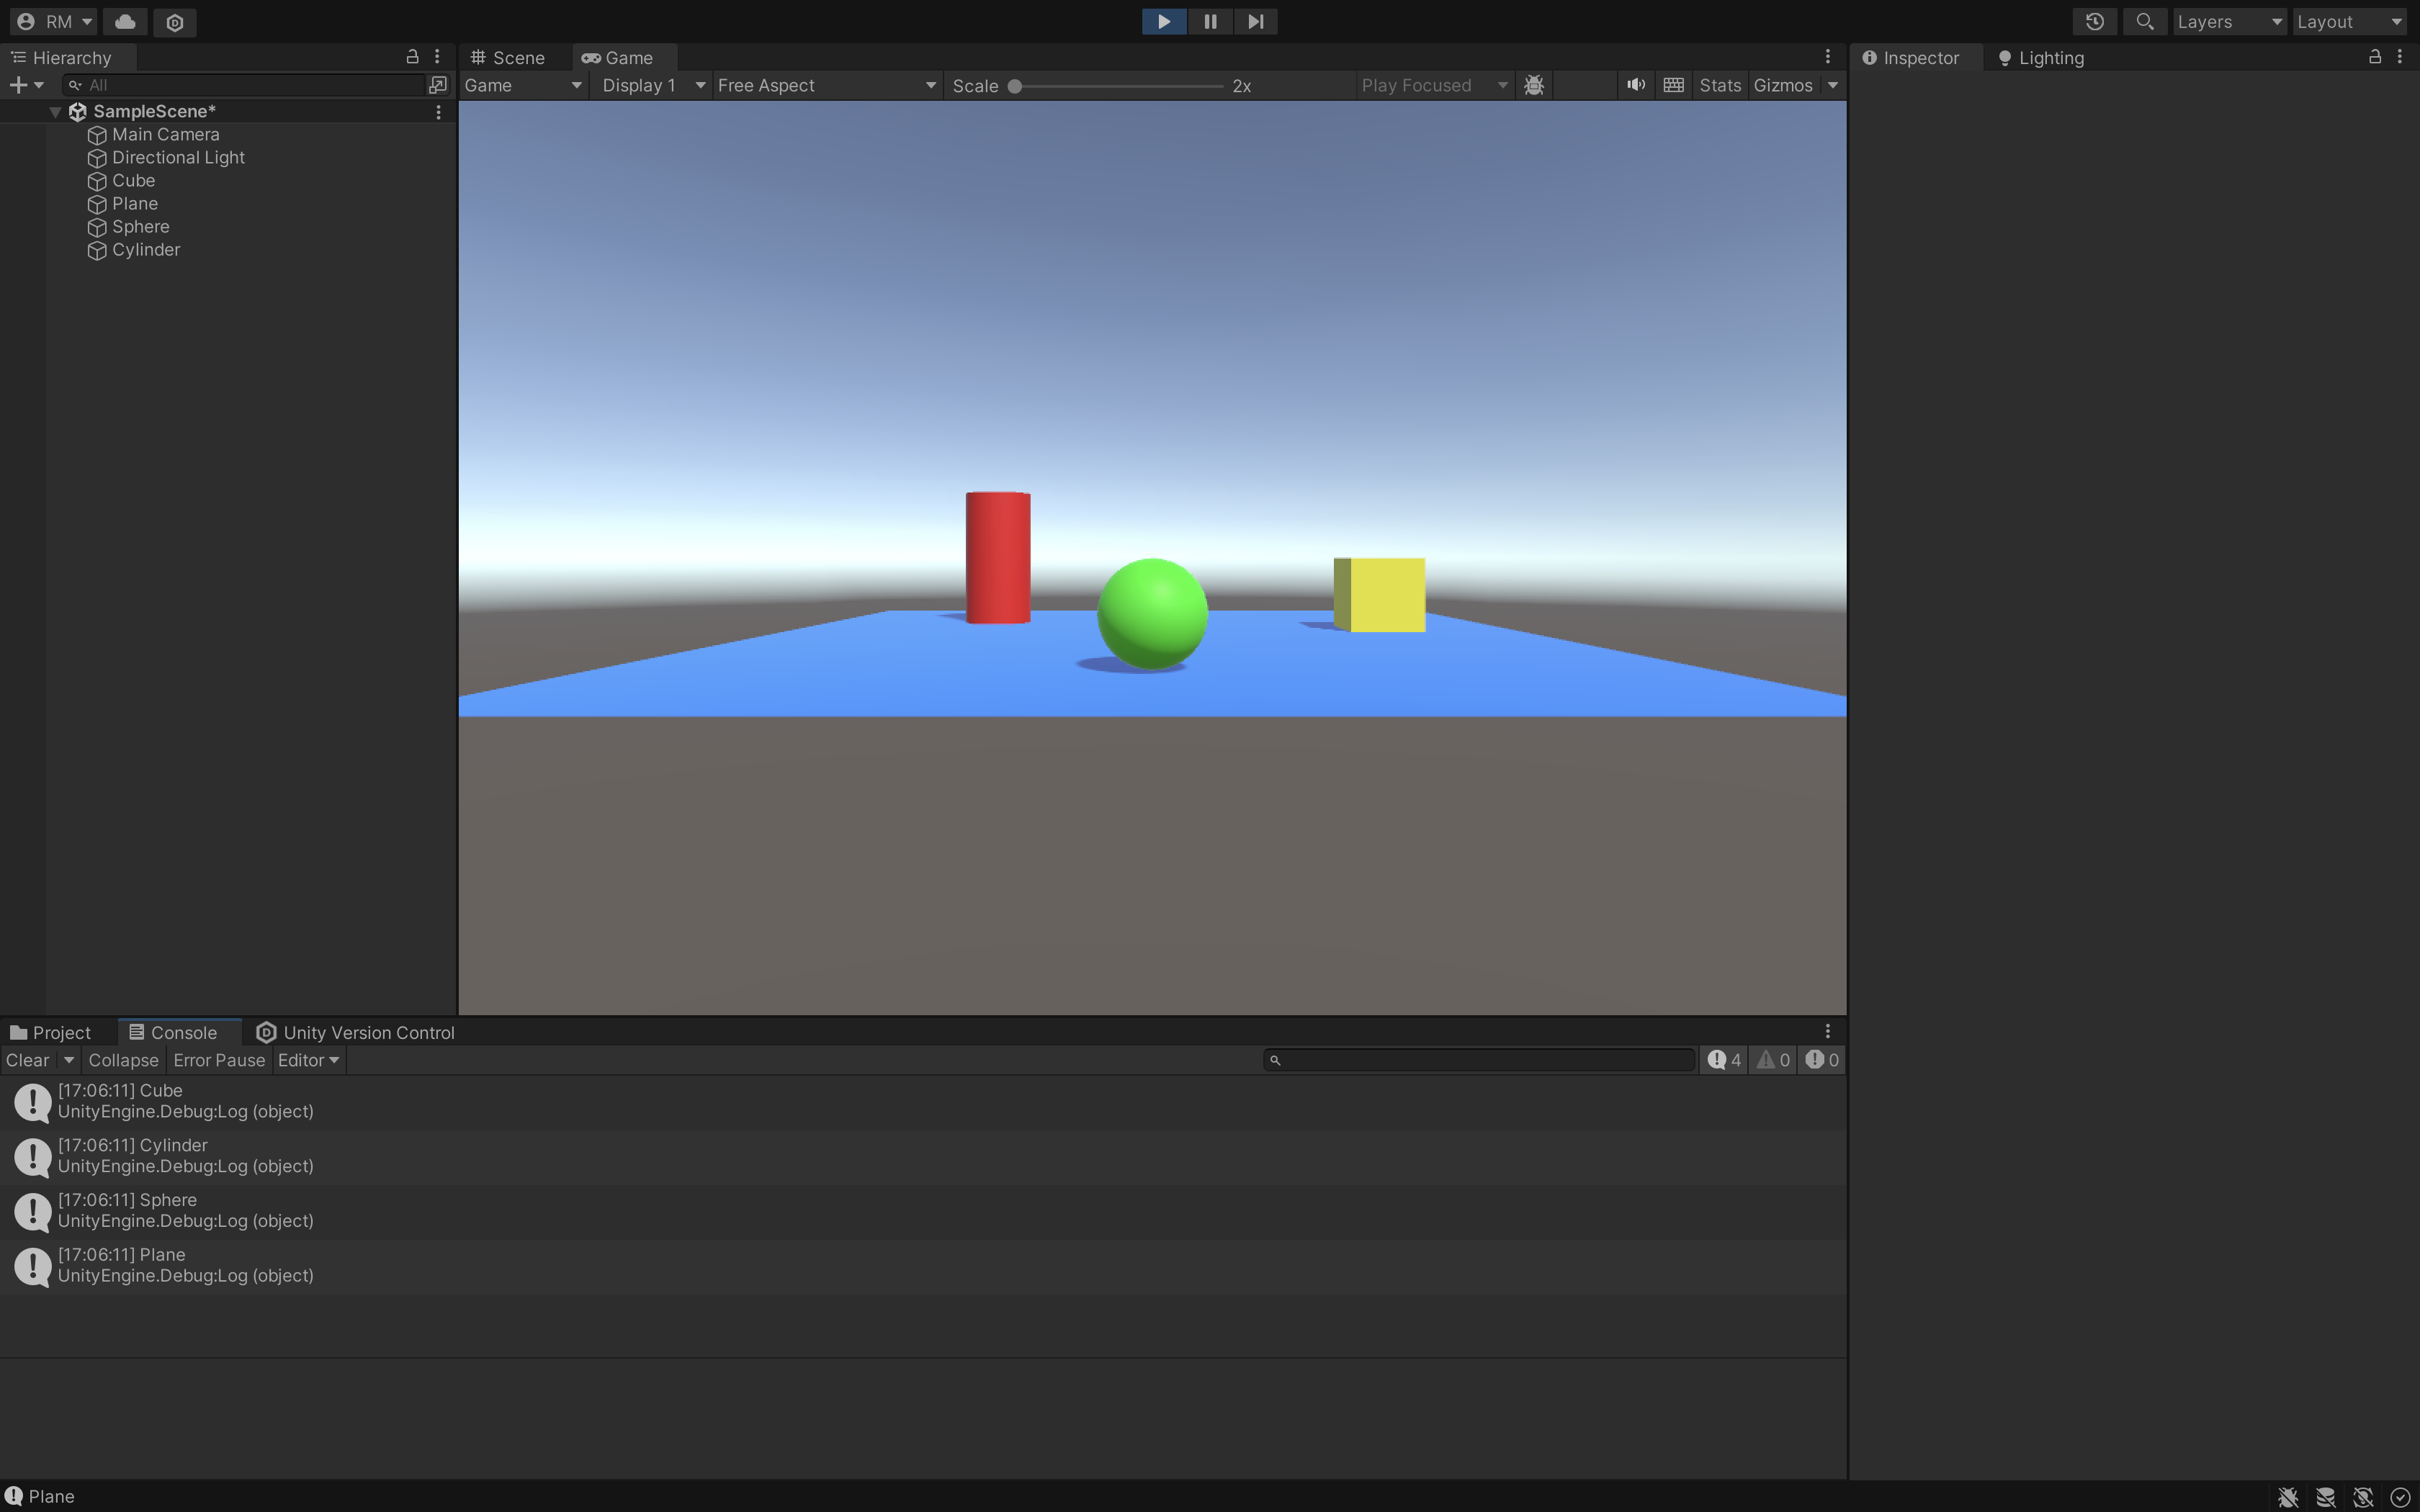 RM
Layers
Layout
Hierarchy
All
SampleScene*
Main Camera
Directional Light
Cube
Plane
Sphere
Cylinder
Scene
Game
Game
Display 1
Free Aspect
Scale
2x
Play Focused
Stats
Gizmos
Inspector
Lighting
Project
Console
Unity Version Control
Clear
Collapse
Error Pause
Editor
4
0
0
[17:06:11] Cube
UnityEngine.Debug:Log (object)
[17:06:11] Cylinder
UnityEngine.Debug:Log (object)
[17:06:11] Sphere
UnityEngine.Debug:Log (object)
[17:06:11] Plane
UnityEngine.Debug:Log (object)
Plane